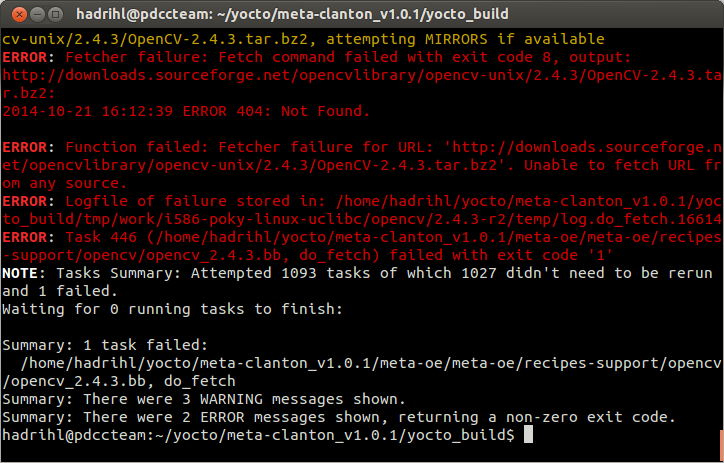 hadrihl@pdccteam: ~/yocto/meta-clanton_v1.0.1/yocto_build
cv-unix/2.4.3/OpenCV-2.4.3.tar.bz2, attempting MIRRORS if available
ERROR: Fetcher failure: Fetch command failed with exit code 8, output:
http://downloads.sourceforge.net/opencvlibrary/opencv-unix/2.4.3/OpenCV-2.4.3.ta
r.bz2:
2014-10-21 16:12:39 ERROR 404: Not Found.
ERROR: Function failed: Fetcher failure for URL: 'http://downloads.sourceforge.n
et/opencvlibrary/opencv-unix/2.4.3/OpenCV-2.4.3.tar.bz2'. Unable to fetch URL fr
om any source.
ERROR: Logfile of failure stored in: /home/hadrihl/yocto/meta-clanton_v1.0.1/yoc
to_build/tmp/work/i586-poky-linux-uclibc/opencv/2.4.3-r2/temp/log.do_fetch.16614
ERROR: Task 446 (/home/hadrihl/yocto/meta-clanton_v1.0.1/meta-oe/meta-oe/recipes
-support/opencv/opencv_2.4.3.bb, do_fetch) failed with exit code '1'
NOTE: Tasks Summary: Attempted 1093 tasks of which 1027 didn't need to be rerun
and 1 failed.
Waiting for 0 running tasks to finish:
Summary: 1 task failed:
/home/hadrihl/yocto/meta-clanton_v1.0.1/meta-oe/meta-oe/recipes-support/opencv
/opencv_2.4.3.bb, do_fetch
Summary: There were 3 WARNING messages shown.
Summary: There were 2 ERROR messages shown, returning a non-zero exit code.
hadrihl@pdccteam:~/yocto/meta-clanton_v1.0.1/yocto_build$